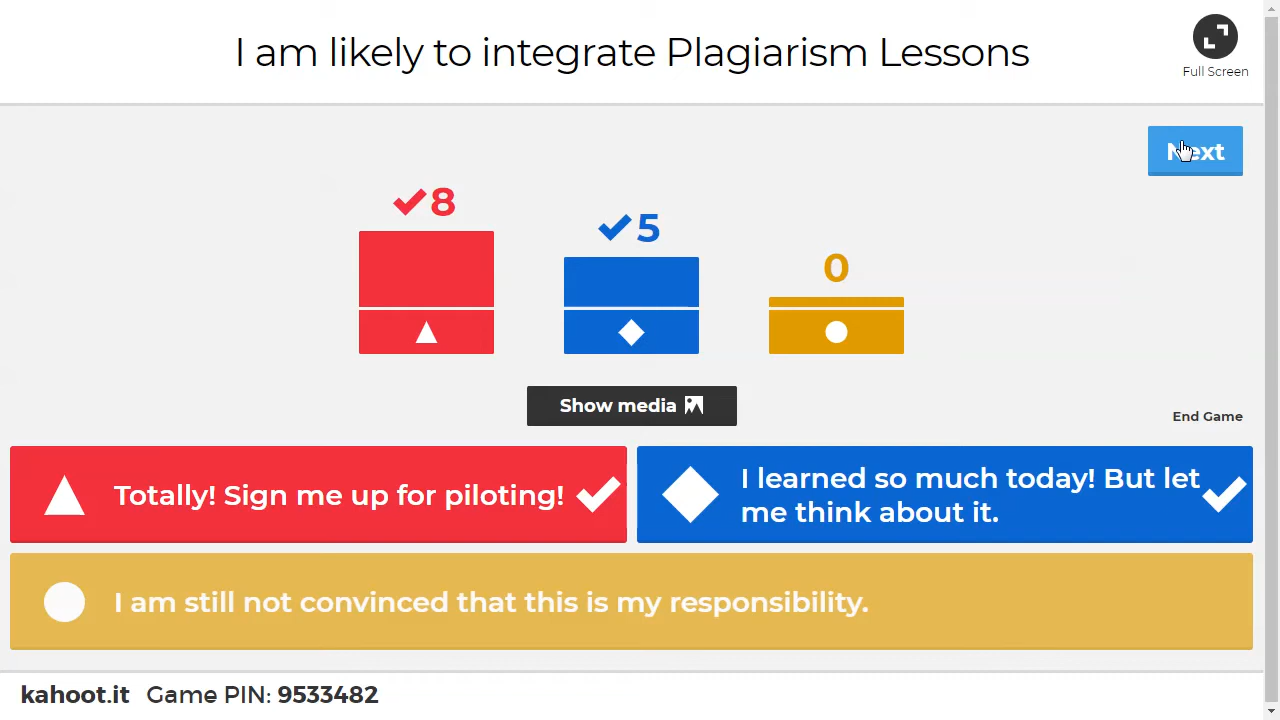 I am likely to integrate Plagiarism Lessons
Full Screen
Next
8
5
0
Show media
End Game
Totally! Sign me up for piloting!
I learned so much today! But let
me think about it.
I am still not convinced that this is my responsibility.
kahoot.it Game PIN: 9533482